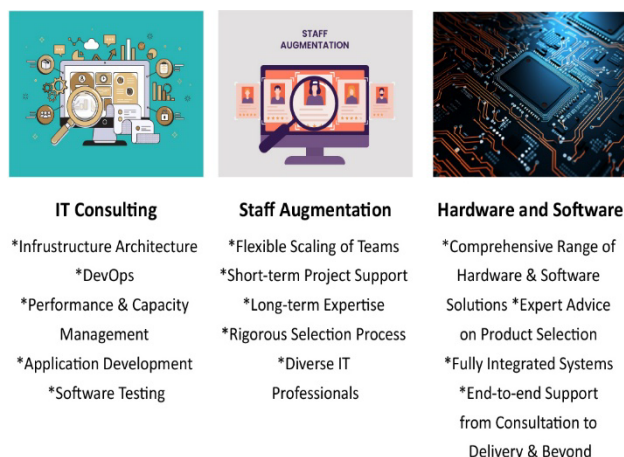 STAFF
AUGMENTATION
IT Consulting
*Infrustructure Architecture
*DevOps
*Performance & Capacity
Management
*Application Development
*Software Testing
Staff Augmentation
*Flexible Scaling of Teams
*Short-term Project Support
*Long-term Expertise
*Rigorous Selection Process
*Diverse IT
Professionals
Hardware and Software
*Comprehensive Range of
Hardware & Software
Solutions *Expert Advice
on Product Selection
*Fully Integrated Systems
*End-to-end Support
from Consultation to
Delivery & Beyond